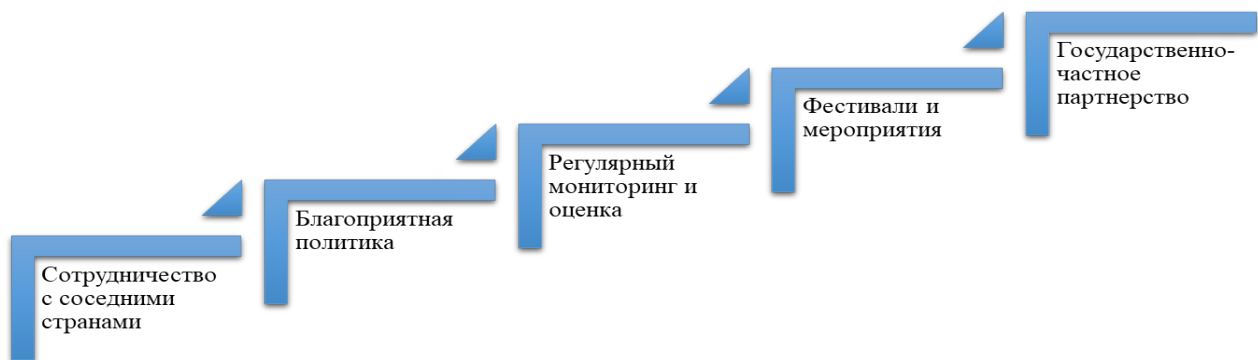 Сотрудничество
с соседними
странами
Благоприятная
политика
Регулярный
мониторинг и
оценка
Фестивали и
мероприятия
Государственно-
частное
партнерство